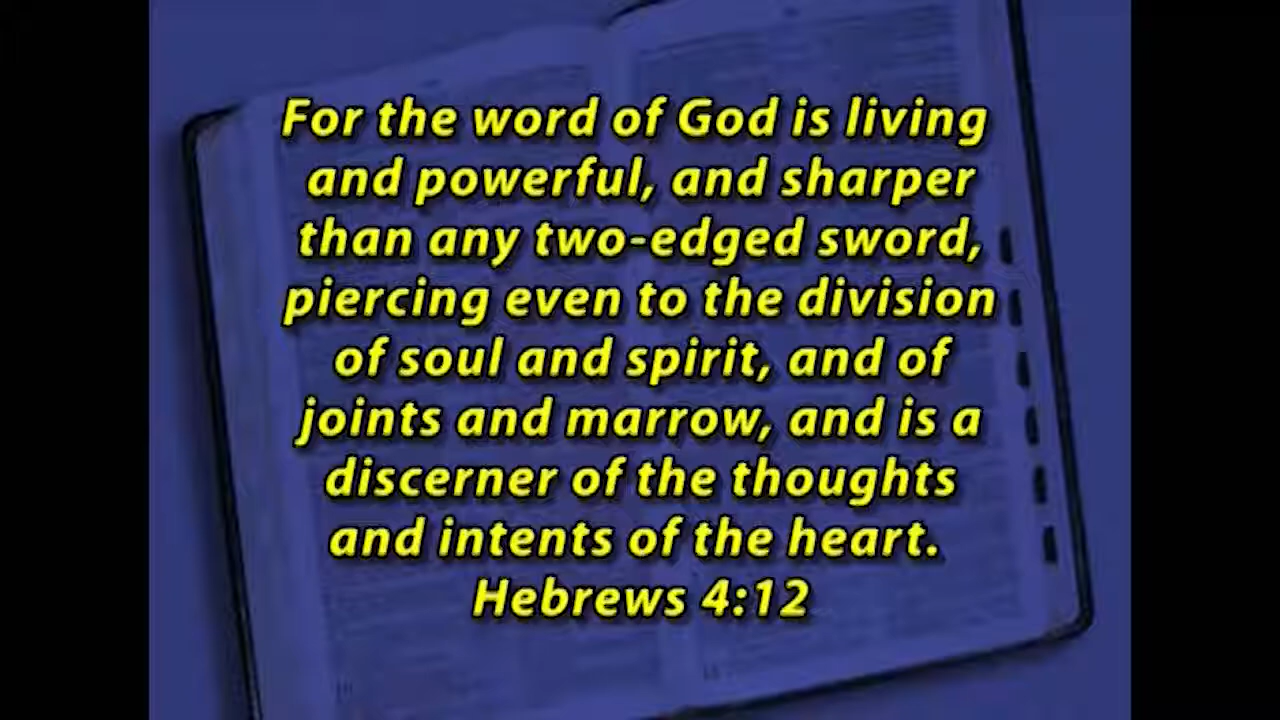 For the word of God is living
and powerful, and sharper
than any two-edged sword,
piercing even to the division
of soul and spirit, and of
joints and marrow, and is a
discerner of the thoughts
and intents of the heart.
Hebrews 4:12